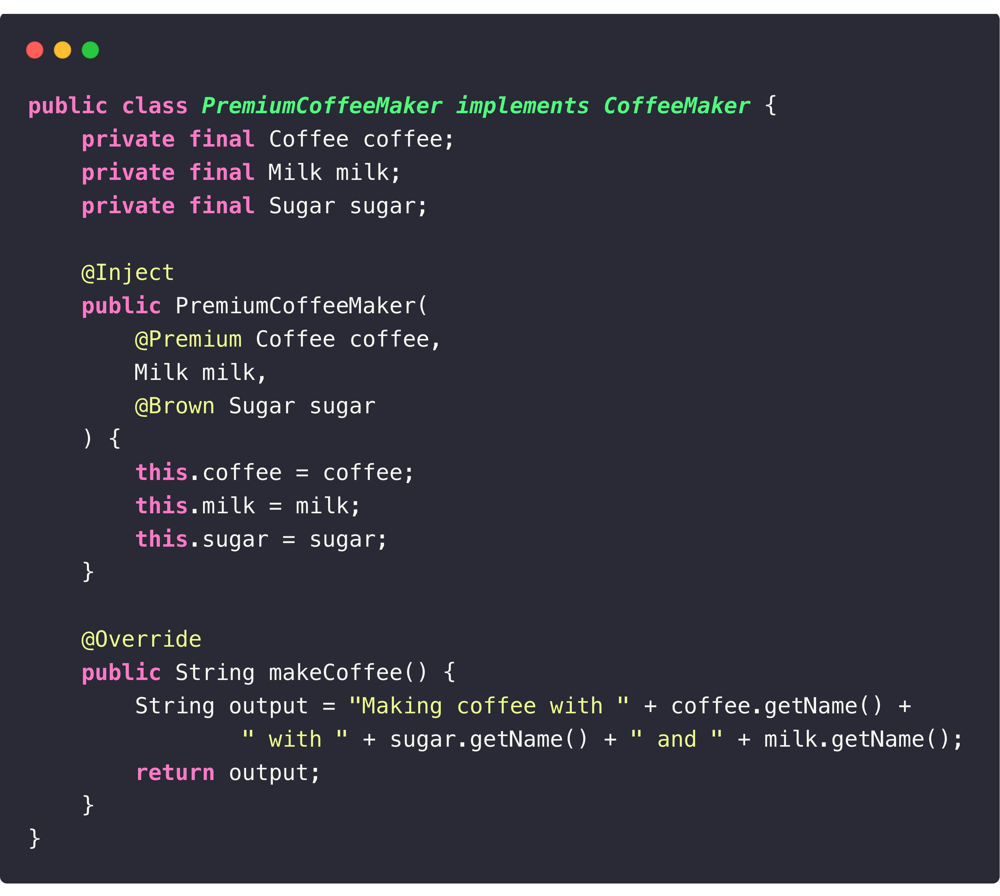 public class PremiumCoffeeMaker implements CoffeeMaker {
    private final Coffee coffee;
    private final Milk milk;
    private final Sugar sugar;

    @Inject
    public PremiumCoffeeMaker(
        @Premium Coffee coffee,
        Milk milk,
        @Brown Sugar sugar
    ) {
        this.coffee = coffee;
        this.milk = milk;
        this.sugar = sugar;
    }

    @Override
    public String makeCoffee() {
        String output = "Making coffee with " + coffee.getName() +
                " with " + sugar.getName() + " and " + milk.getName();
        return output;
    }
}